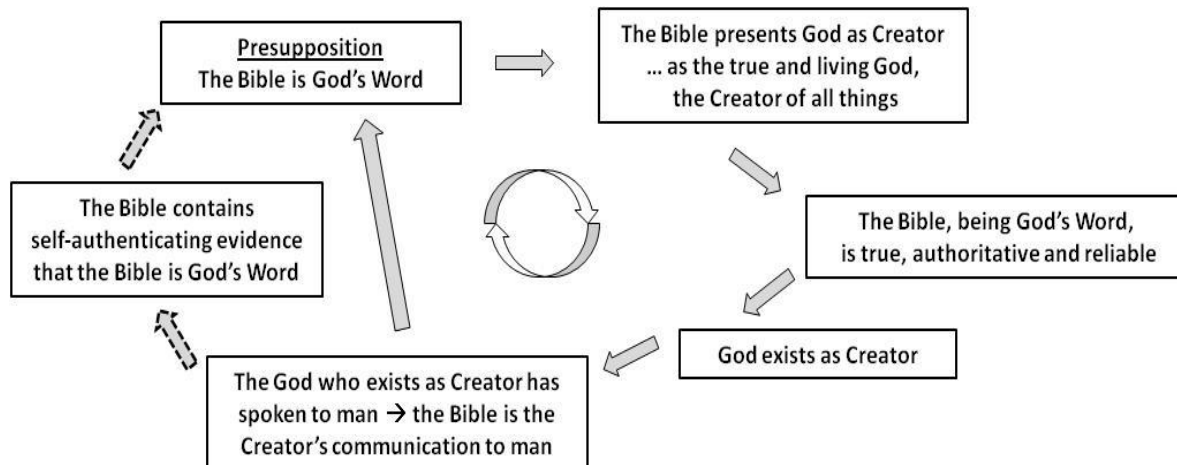 Presupposition
The Bible is God’s Word
The Bible presents God as Creator
... as the true and living God,
the Creator of all things
The Bible, being God’s Word,
is true, authoritative and reliable
God exists as Creator
The God who exists as Creator has
spoken to man → the Bible is the
Creator’s communication to man
The Bible contains
self-authenticating evidence
that the Bible is God’s Word